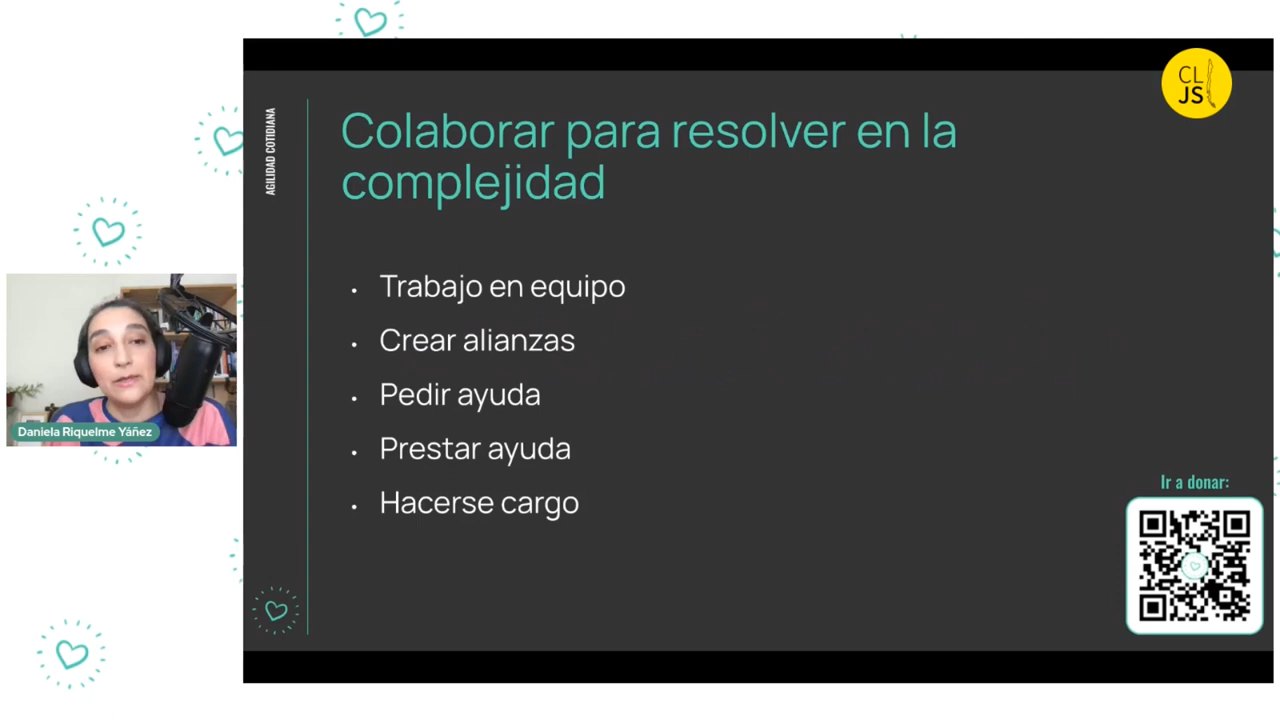 CL
JS
AGILIDAD COTIDIANA
Colaborar para resolver en la
complejidad
• Trabajo en equipo
• Crear alianzas
• Pedir ayuda
• Prestar ayuda
• Hacerse cargo
Daniela Riquelme Yáñez
Ir a donar: